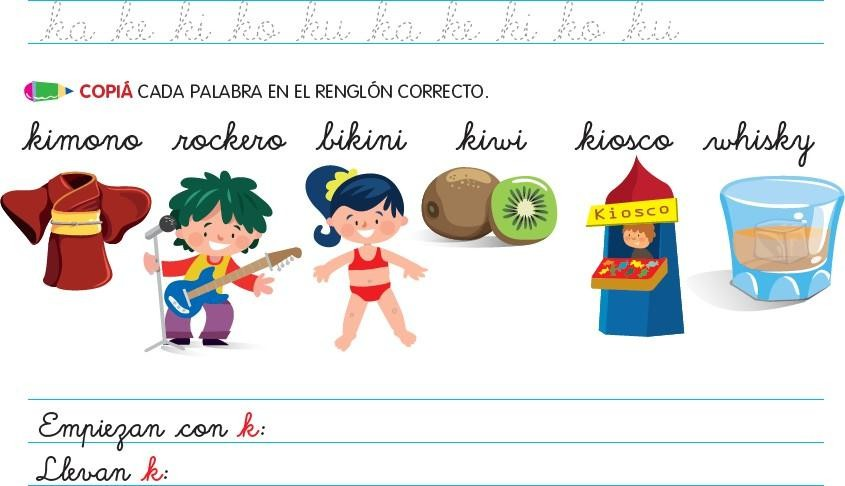 ka ke ki ko ku ka ke ki ko ku
COPIÁ CADA PALABRA EN EL RENGLÓN CORRECTO.
kimono rockero bikini kiwi kiosco whisky
Kiosco
Empiezan con k:
Llevan k: